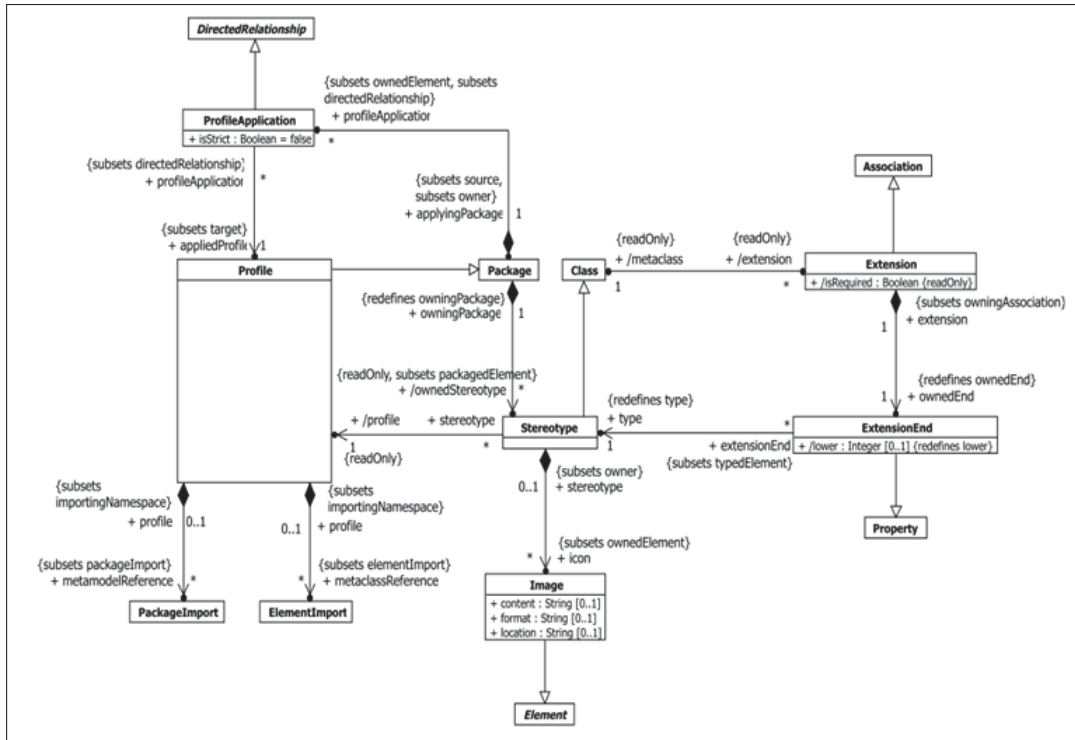 DirectedRelationship
{subsets ownedElement, subsets
directedRelationship}
+ profileApplication
*
ProfileApplication
+ isStrict : Boolean = false
{subsets directedRelationship}
+ profileApplication
*
{subsets source,
subsets owner}
+ applyingPackage
1
{subsets target}
+ appliedProfile
1
Association
Profile
Package
Class
{readOnly}
+ /metaclass
1
{readOnly}
+ /extension
*
Extension
+ /isRequired : Boolean {readOnly}
{redefines owningPackage}
+ owningPackage
1
{subsets owningAssociation}
+ extension
1
{readOnly, subsets packagedElement}
+ /ownedStereotype
*
{redefines ownedEnd}
+ ownedEnd
1
+ /profile
1
{readOnly}
+ stereotype
*
Stereotype
{redefines type}
+ type
1
*
+ extensionEnd
{subsets typedElement}
ExtensionEnd
+ /lower : Integer [0..1] {redefines lower}
Property
{subsets
importingNamespace}
+ profile
0..1
{subsets
importingNamespace}
+ profile
0..1
{subsets owner}
+ stereotype
0..1
{subsets packageImport}
+ metamodelReference
*
{subsets elementImport}
+ metaclassReference
*
{subsets ownedElement}
+ icon
*
PackageImport
ElementImport
Image
+ content : String [0..1]
+ format : String [0..1]
+ location : String [0..1]
Element